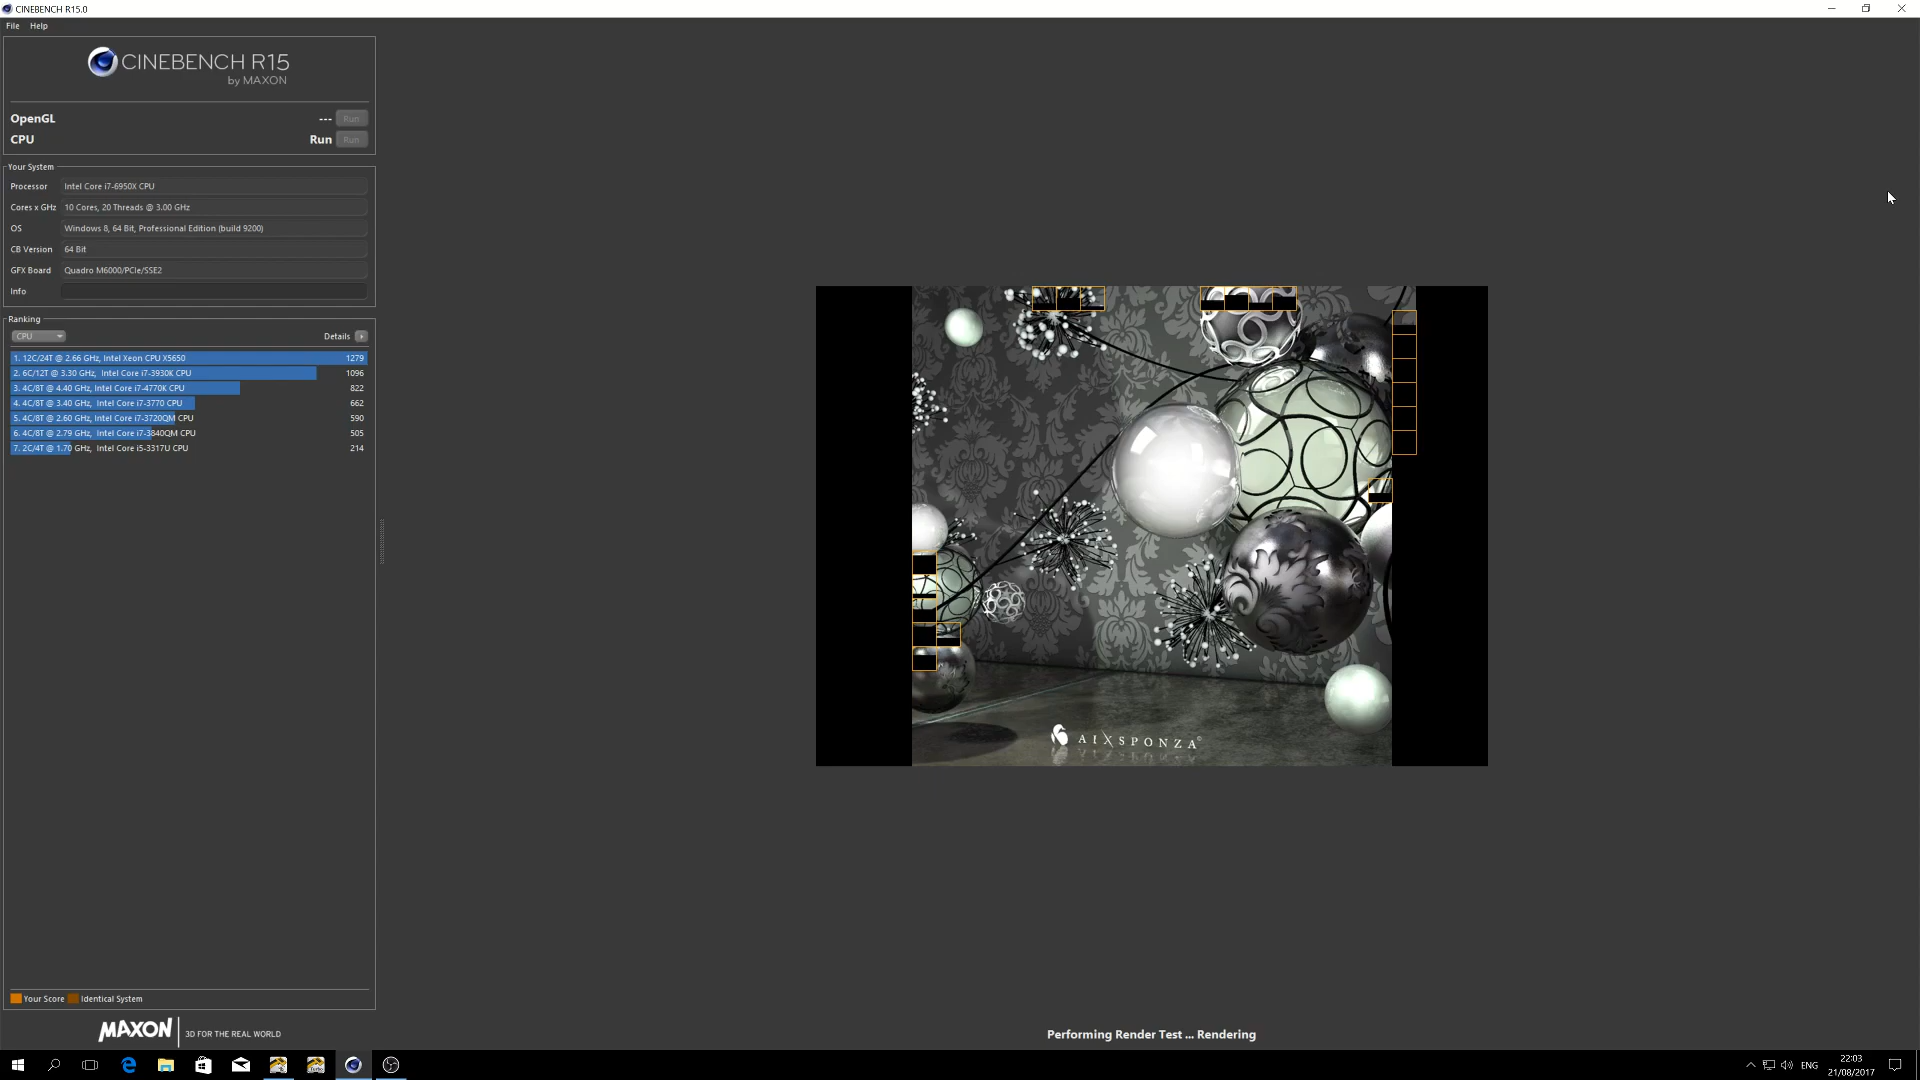 CINEBENCH R15.0
File Help
CINEBENCH R15
by MAXON
OpenGL --- Run
CPU Run Run
Your System
Processor Intel Core i7-6950X CPU
Cores x GHz 10 Cores, 20 Threads @ 3.00 GHz
OS Windows 8, 64 Bit, Professional Edition (build 9200)
CB Version 64 Bit
GFX Board Quadro M6000/PCIe/SSE2
Info
Ranking
CPU Details
1. 12C/24T @ 2.66 GHz, Intel Xeon CPU X5650 1279
2. 6C/12T @ 3.30 GHz, Intel Core i7-3930K CPU 1096
3. 4C/8T @ 4.40 GHz, Intel Core i7-4770K CPU 822
4. 4C/8T @ 3.40 GHz, Intel Core i7-3770 CPU 662
5. 4C/8T @ 2.60 GHz, Intel Core i7-3720QM CPU 590
6. 4C/8T @ 2.79 GHz, Intel Core i7-3840QM CPU 505
7. 2C/4T @ 1.70 GHz, Intel Core i5-3317U CPU 214
AIXSPONZA©
Your Score Identical System
MAXON 3D FOR THE REAL WORLD
Performing Render Test ... Rendering
ENG
22:03
21/08/2017